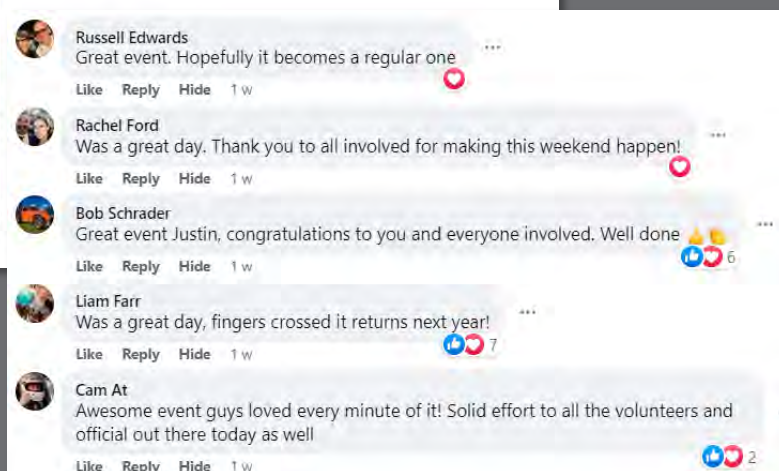 Russell Edwards
Great event. Hopefully it becomes a regular one
Like Reply Hide 1 w
Rachel Ford
Was a great day. Thank you to all involved for making this weekend happen!
Like Reply Hide 1 w
Bob Schrader
Great event Justin, congratulations to you and everyone involved. Well done 👍👏
6
Like Reply Hide 1 w
Liam Farr
Was a great day, fingers crossed it returns next year!
7
Like Reply Hide 1 w
Cam At
Awesome event guys loved every minute of it! Solid effort to all the volunteers and
official out there today as well
2
Like Reply Hide 1 w